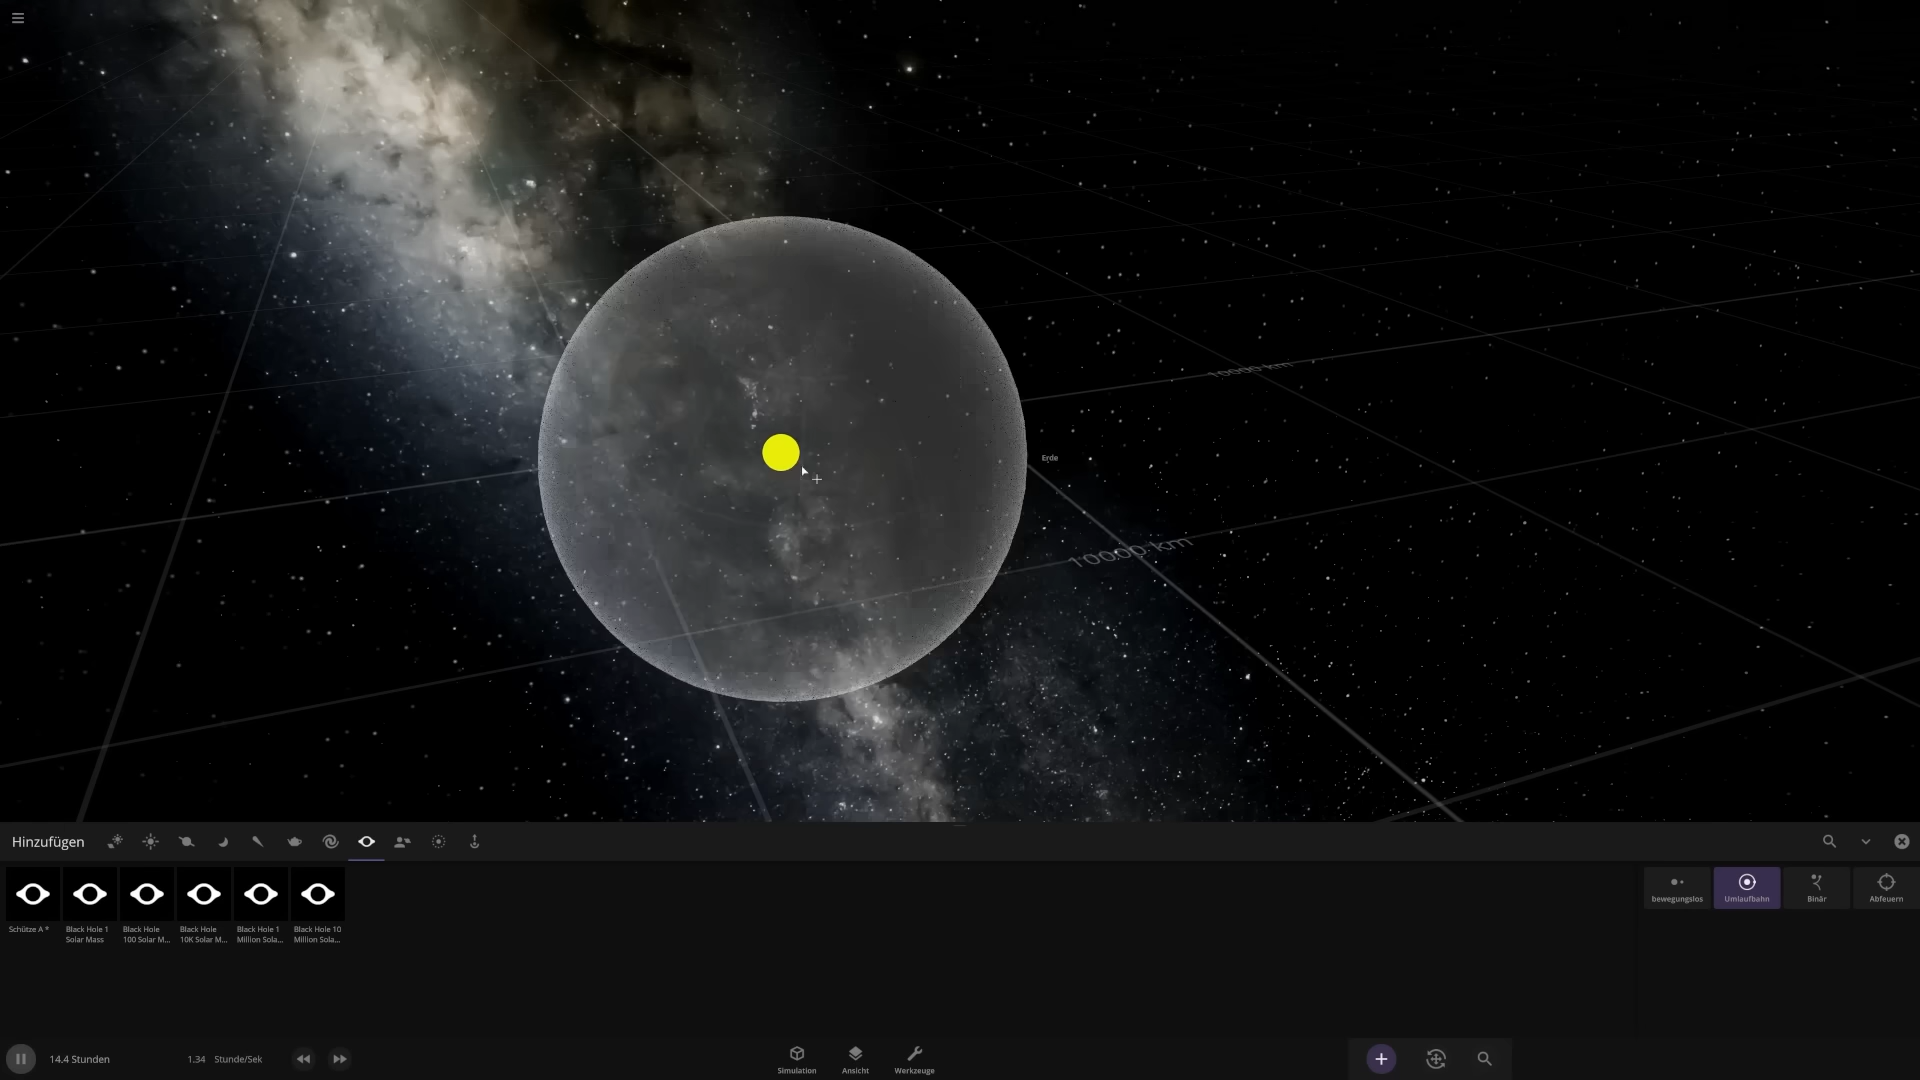 10000 km
Erde
10000 km
Hinzufügen
Schütze A *
Black Hole 1
Solar Mass
Black Hole
100 Solar M...
Black Hole
10K Solar M...
Black Hole 1
Million Sola...
Black Hole 10
Million Sola...
bewegungslos
Umlaufbahn
Binär
Abfeuern
14.4 Stunden
1.34 Stunde/Sek
Simulation
Ansicht
Werkzeuge